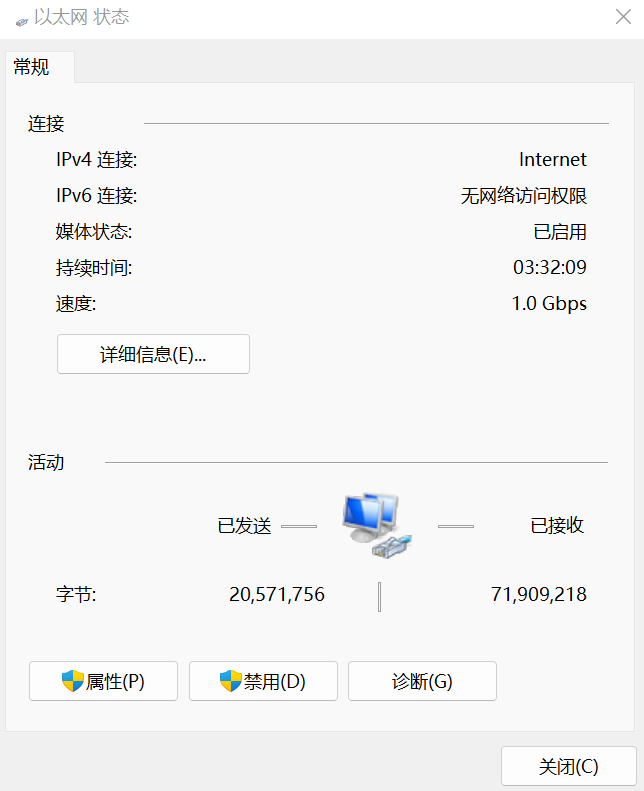 以太网 状态
常规
连接
IPv4 连接: Internet
IPv6 连接: 无网络访问权限
媒体状态: 已启用
持续时间: 03:32:09
速度: 1.0 Gbps
详细信息(E)...
活动
已发送 已接收
字节: 20,571,756 71,909,218
属性(P) 禁用(D) 诊断(G)
关闭(C)